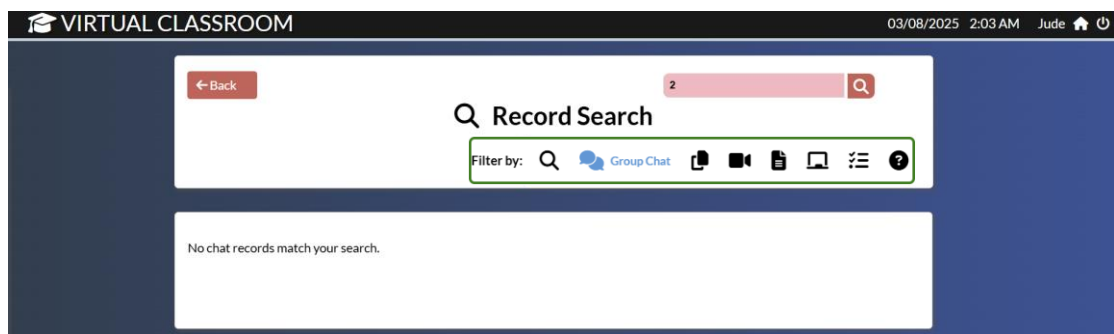 VIRTUAL CLASSROOM 03/08/2025 2:03 AM Jude
Back 2
Record Search
Filter by: Group Chat
No chat records match your search.